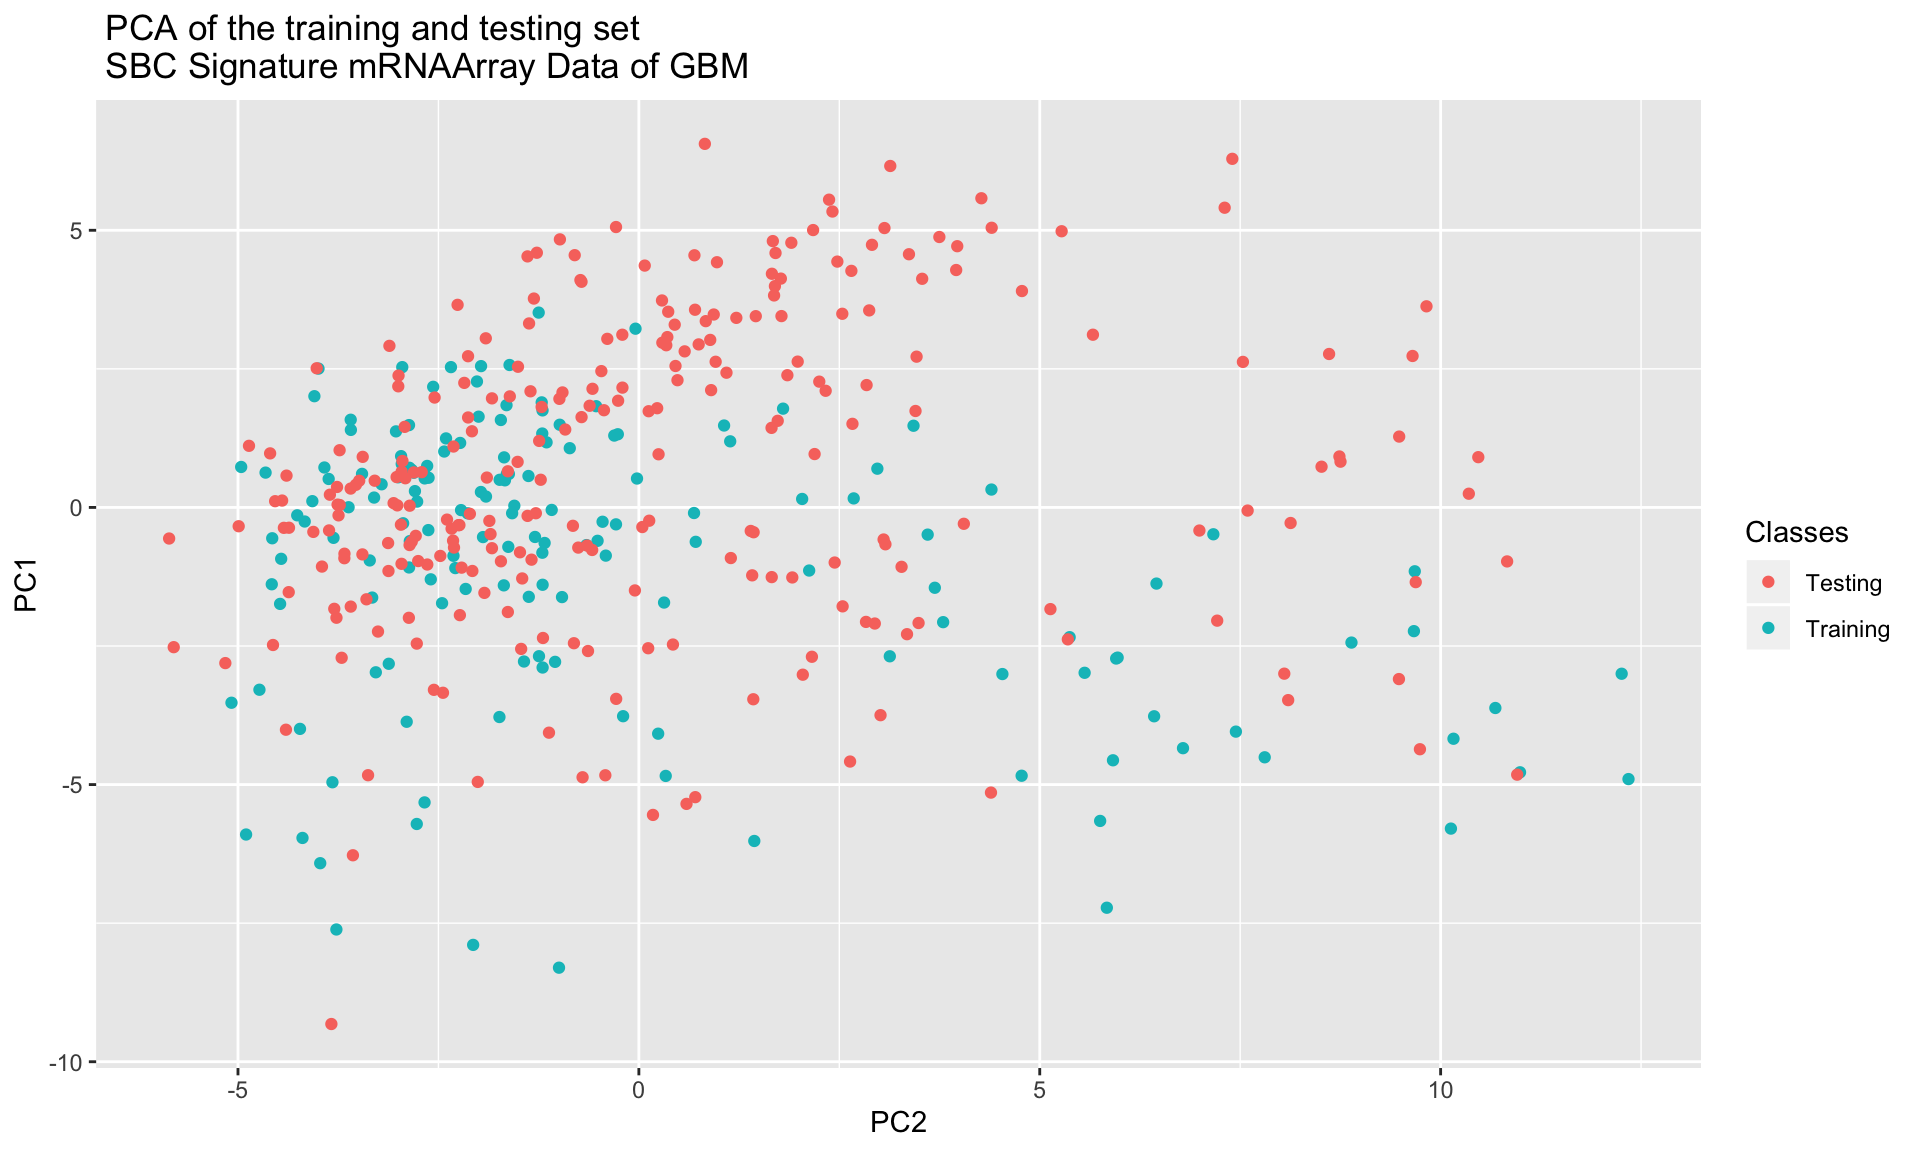 PCA of the training and testing set
SBC Signature mRNAArray Data of GBM
5
0
-5
-10
PC1
-5
0
5
10
PC2
Classes
Testing
Training